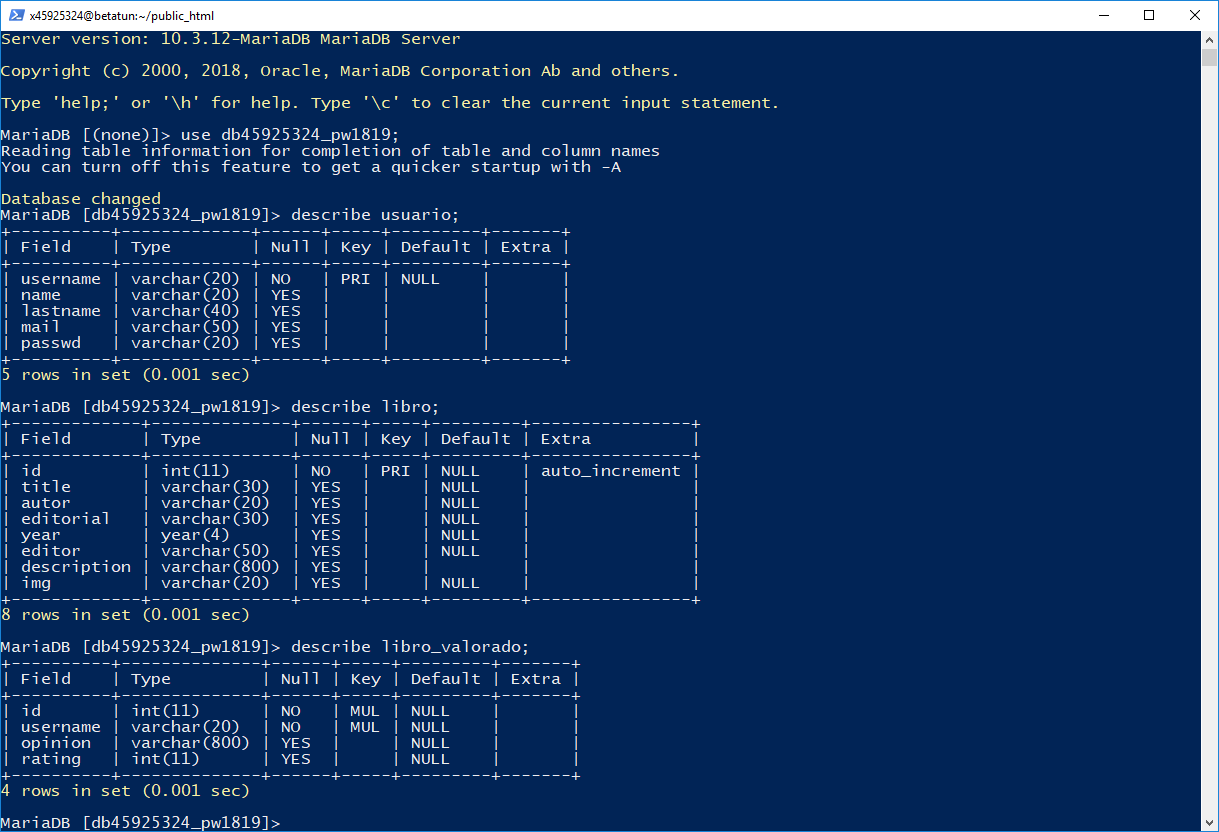 x45925324@betatun:~/public_html
Server version: 10.3.12-MariaDB MariaDB Server
Copyright (c) 2000, 2018, Oracle, MariaDB Corporation Ab and others.
Type 'help;' or '\h' for help. Type '\c' to clear the current input statement.
MariaDB [(none)]> use db45925324_pw1819;
Reading table information for completion of table and column names
You can turn off this feature to get a quicker startup with -A
Database changed
MariaDB [db45925324_pw1819]> describe usuario;
+----------+-------------+------+-----+---------+-------+
| Field    | Type        | Null | Key | Default | Extra |
+----------+-------------+------+-----+---------+-------+
| username | varchar(20) | NO   | PRI | NULL    |       |
| name     | varchar(20) | YES  |     |         |       |
| lastname | varchar(40) | YES  |     |         |       |
| mail     | varchar(50) | YES  |     |         |       |
| passwd   | varchar(20) | YES  |     |         |       |
+----------+-------------+------+-----+---------+-------+
5 rows in set (0.001 sec)
MariaDB [db45925324_pw1819]> describe libro;
+-------------+--------------+------+-----+---------+----------------+
| Field       | Type         | Null | Key | Default | Extra          |
+-------------+--------------+------+-----+---------+----------------+
| id          | int(11)      | NO   | PRI | NULL    | auto_increment |
| title       | varchar(30)  | YES  |     | NULL    |                |
| autor       | varchar(20)  | YES  |     | NULL    |                |
| editorial   | varchar(30)  | YES  |     | NULL    |                |
| year        | year(4)      | YES  |     | NULL    |                |
| editor      | varchar(50)  | YES  |     | NULL    |                |
| description | varchar(800) | YES  |     |         |                |
| img         | varchar(20)  | YES  |     | NULL    |                |
+-------------+--------------+------+-----+---------+----------------+
8 rows in set (0.001 sec)
MariaDB [db45925324_pw1819]> describe libro_valorado;
+----------+--------------+------+-----+---------+-------+
| Field    | Type         | Null | Key | Default | Extra |
+----------+--------------+------+-----+---------+-------+
| id       | int(11)      | NO   | MUL | NULL    |       |
| username | varchar(20)  | NO   | MUL | NULL    |       |
| opinion  | varchar(800) | YES  |     | NULL    |       |
| rating   | int(11)      | YES  |     | NULL    |       |
+----------+--------------+------+-----+---------+-------+
4 rows in set (0.001 sec)
MariaDB [db45925324_pw1819]>